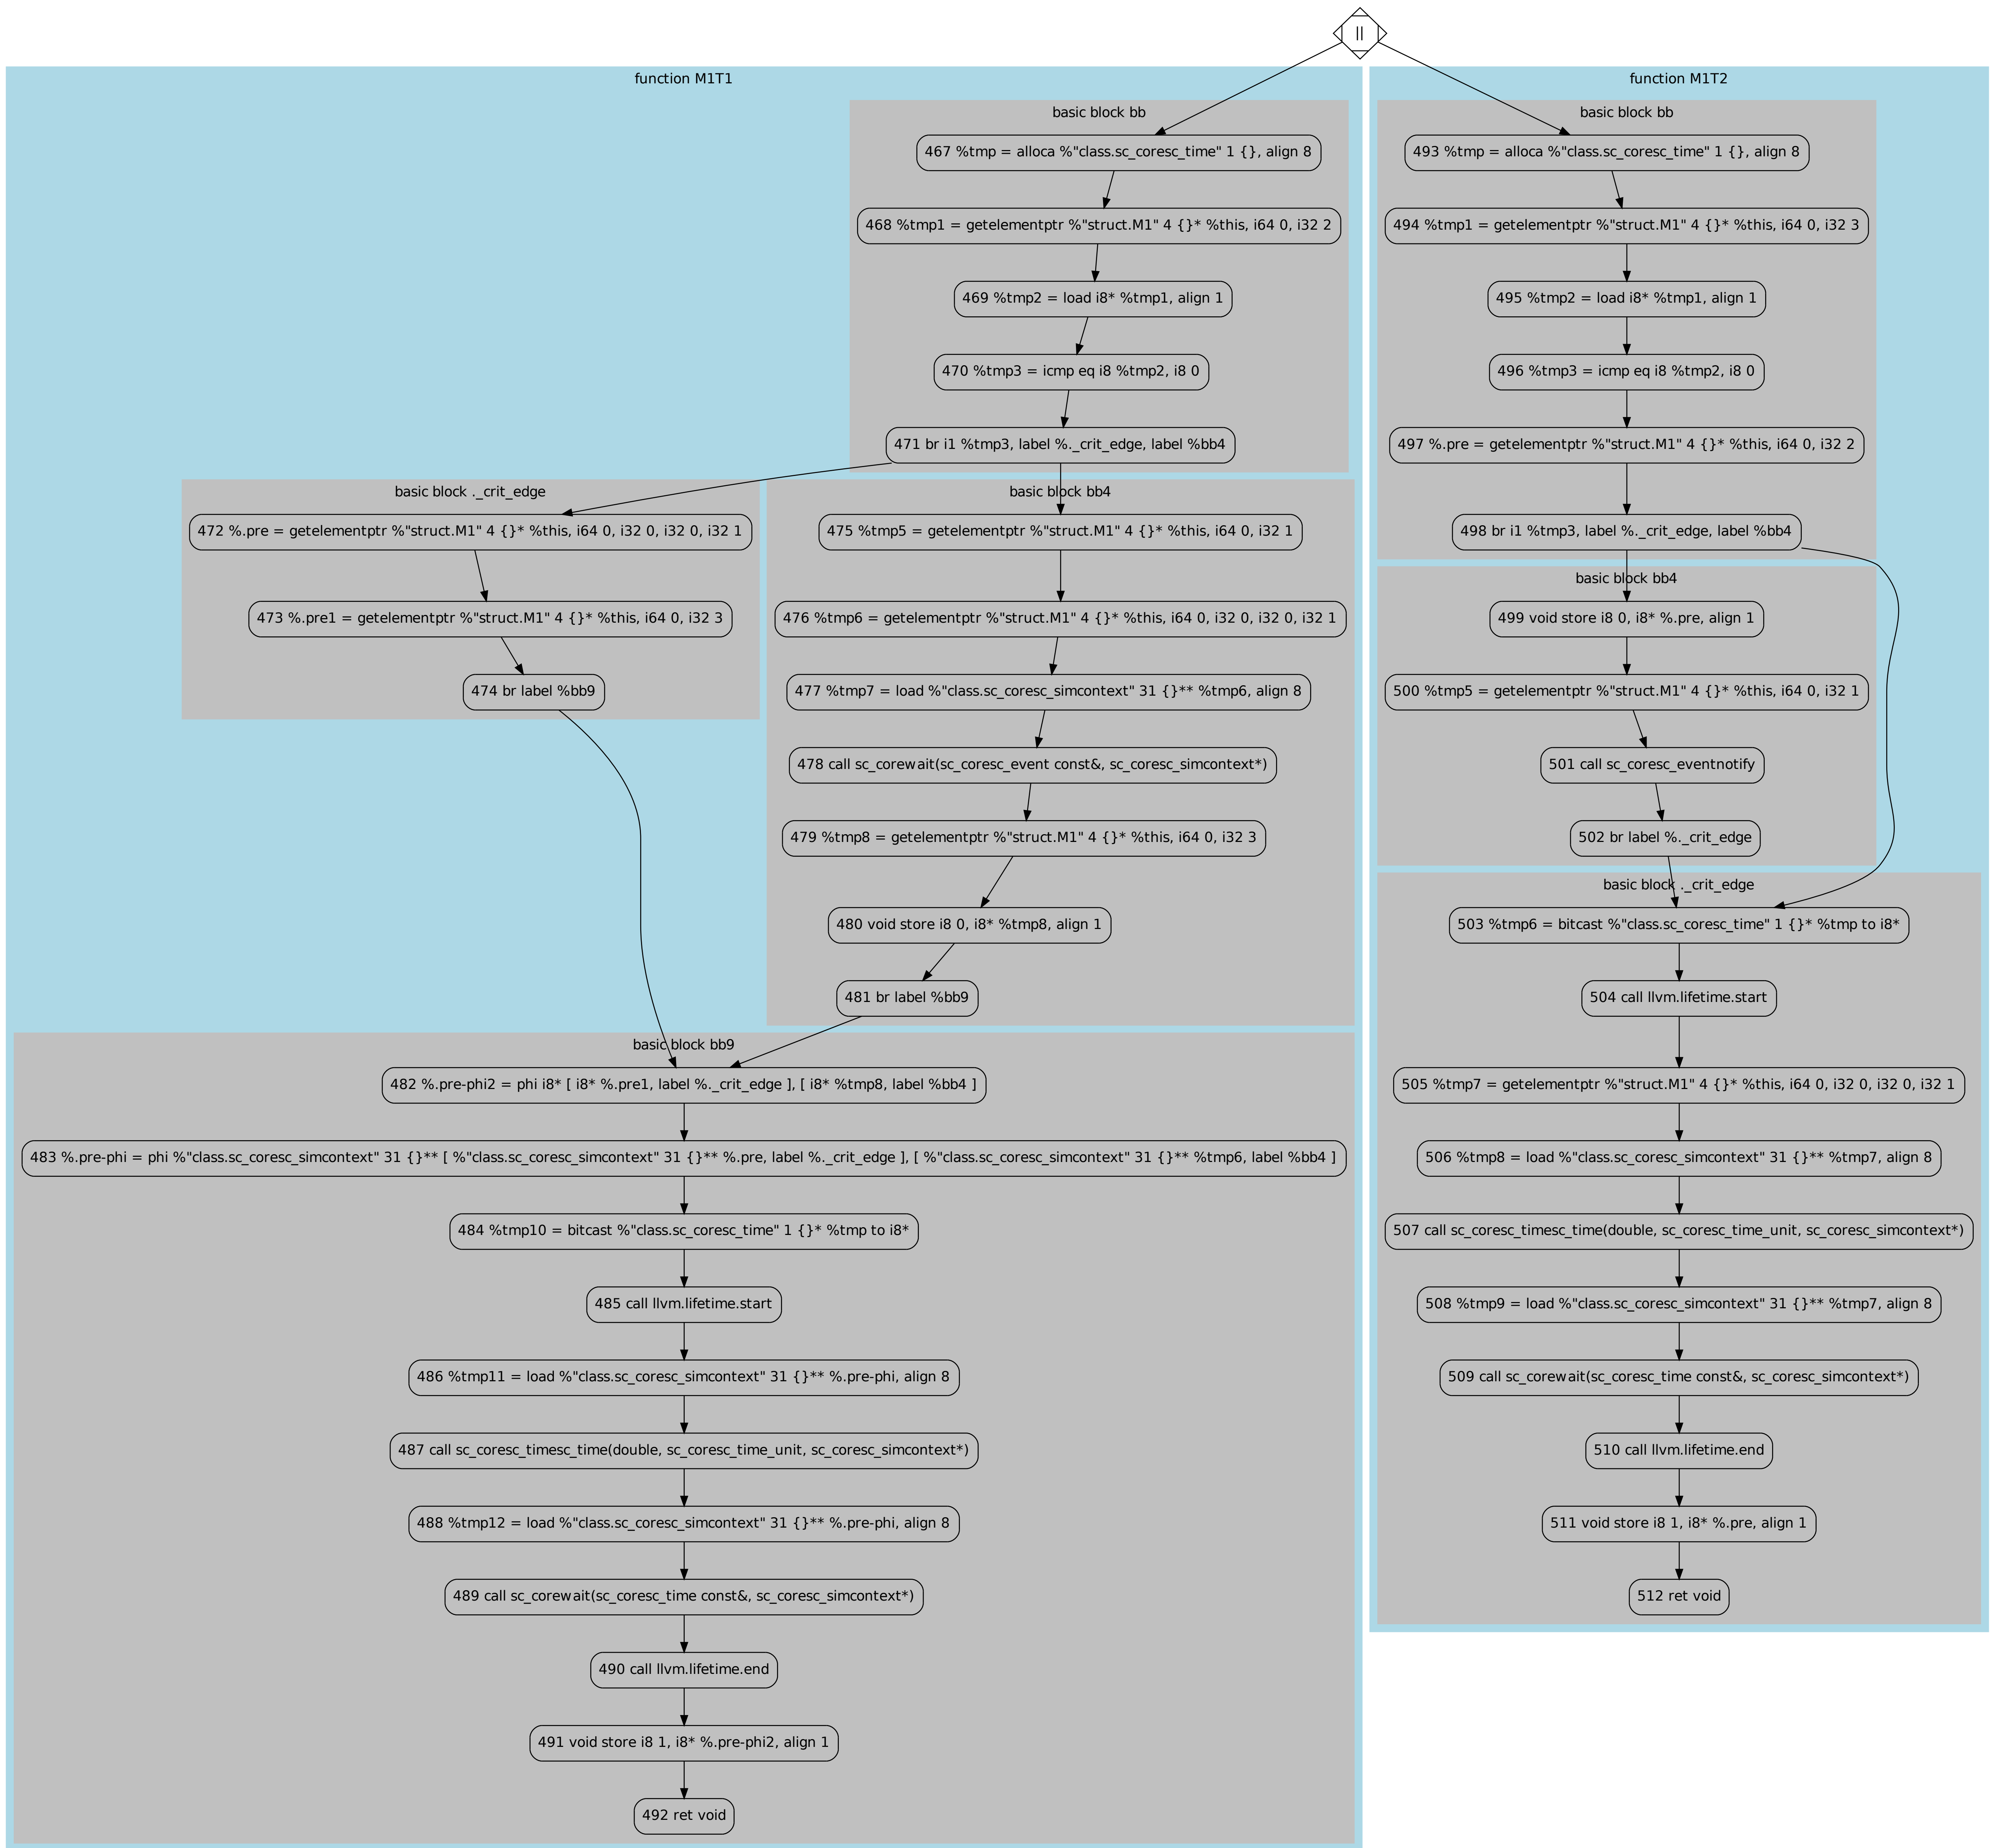 ||
function M1T1
basic block bb
467 %tmp = alloca %"class.sc_coresc_time" 1 {}, align 8
468 %tmp1 = getelementptr %"struct.M1" 4 {}* %this, i64 0, i32 2
469 %tmp2 = load i8* %tmp1, align 1
470 %tmp3 = icmp eq i8 %tmp2, i8 0
471 br i1 %tmp3, label %._crit_edge, label %bb4
basic block ._crit_edge
472 %.pre = getelementptr %"struct.M1" 4 {}* %this, i64 0, i32 0, i32 0, i32 1
473 %.pre1 = getelementptr %"struct.M1" 4 {}* %this, i64 0, i32 3
474 br label %bb9
basic block bb4
475 %tmp5 = getelementptr %"struct.M1" 4 {}* %this, i64 0, i32 1
476 %tmp6 = getelementptr %"struct.M1" 4 {}* %this, i64 0, i32 0, i32 0, i32 1
477 %tmp7 = load %"class.sc_coresc_simcontext" 31 {}** %tmp6, align 8
478 call sc_corewait(sc_coresc_event const&, sc_coresc_simcontext*)
479 %tmp8 = getelementptr %"struct.M1" 4 {}* %this, i64 0, i32 3
480 void store i8 0, i8* %tmp8, align 1
481 br label %bb9
basic block bb9
482 %.pre-phi2 = phi i8* [ i8* %.pre1, label %._crit_edge ], [ i8* %tmp8, label %bb4 ]
483 %.pre-phi = phi %"class.sc_coresc_simcontext" 31 {}** [ %"class.sc_coresc_simcontext" 31 {}** %.pre, label %._crit_edge ], [ %"class.sc_coresc_simcontext" 31 {}** %tmp6, label %bb4 ]
484 %tmp10 = bitcast %"class.sc_coresc_time" 1 {}* %tmp to i8*
485 call llvm.lifetime.start
486 %tmp11 = load %"class.sc_coresc_simcontext" 31 {}** %.pre-phi, align 8
487 call sc_coresc_timesc_time(double, sc_coresc_time_unit, sc_coresc_simcontext*)
488 %tmp12 = load %"class.sc_coresc_simcontext" 31 {}** %.pre-phi, align 8
489 call sc_corewait(sc_coresc_time const&, sc_coresc_simcontext*)
490 call llvm.lifetime.end
491 void store i8 1, i8* %.pre-phi2, align 1
492 ret void
function M1T2
basic block bb
493 %tmp = alloca %"class.sc_coresc_time" 1 {}, align 8
494 %tmp1 = getelementptr %"struct.M1" 4 {}* %this, i64 0, i32 3
495 %tmp2 = load i8* %tmp1, align 1
496 %tmp3 = icmp eq i8 %tmp2, i8 0
497 %.pre = getelementptr %"struct.M1" 4 {}* %this, i64 0, i32 2
498 br i1 %tmp3, label %._crit_edge, label %bb4
basic block bb4
499 void store i8 0, i8* %.pre, align 1
500 %tmp5 = getelementptr %"struct.M1" 4 {}* %this, i64 0, i32 1
501 call sc_coresc_eventnotify
502 br label %._crit_edge
basic block ._crit_edge
503 %tmp6 = bitcast %"class.sc_coresc_time" 1 {}* %tmp to i8*
504 call llvm.lifetime.start
505 %tmp7 = getelementptr %"struct.M1" 4 {}* %this, i64 0, i32 0, i32 0, i32 1
506 %tmp8 = load %"class.sc_coresc_simcontext" 31 {}** %tmp7, align 8
507 call sc_coresc_timesc_time(double, sc_coresc_time_unit, sc_coresc_simcontext*)
508 %tmp9 = load %"class.sc_coresc_simcontext" 31 {}** %tmp7, align 8
509 call sc_corewait(sc_coresc_time const&, sc_coresc_simcontext*)
510 call llvm.lifetime.end
511 void store i8 1, i8* %.pre, align 1
512 ret void